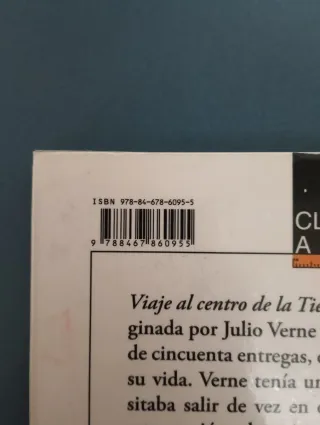 ISBN 978-84-678-6095-5
9 788467 860955
CL
A
Viaje al centro de la Tie
ginada por Julio Verne
de cincuenta entregas,
su vida. Verne tenía un
sitaba salir de vez en